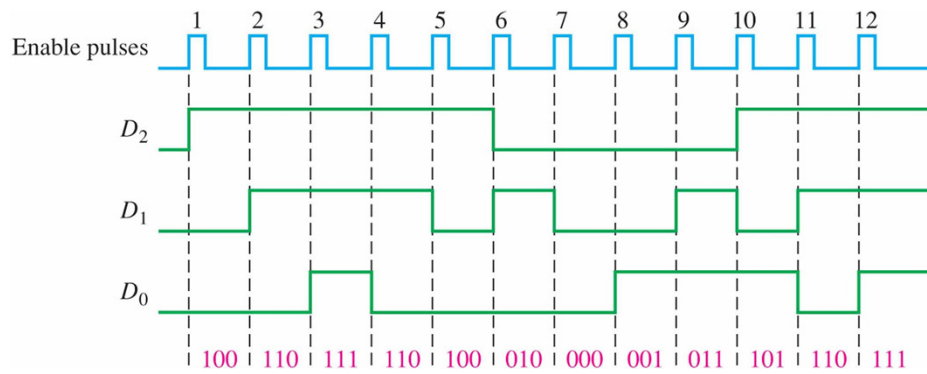 1 2 3 4 5 6 7 8 9 10 11 12
Enable pulses
D₂
D₁
D₀
100 110 111 110 100 010 000 001 011 101 110 111